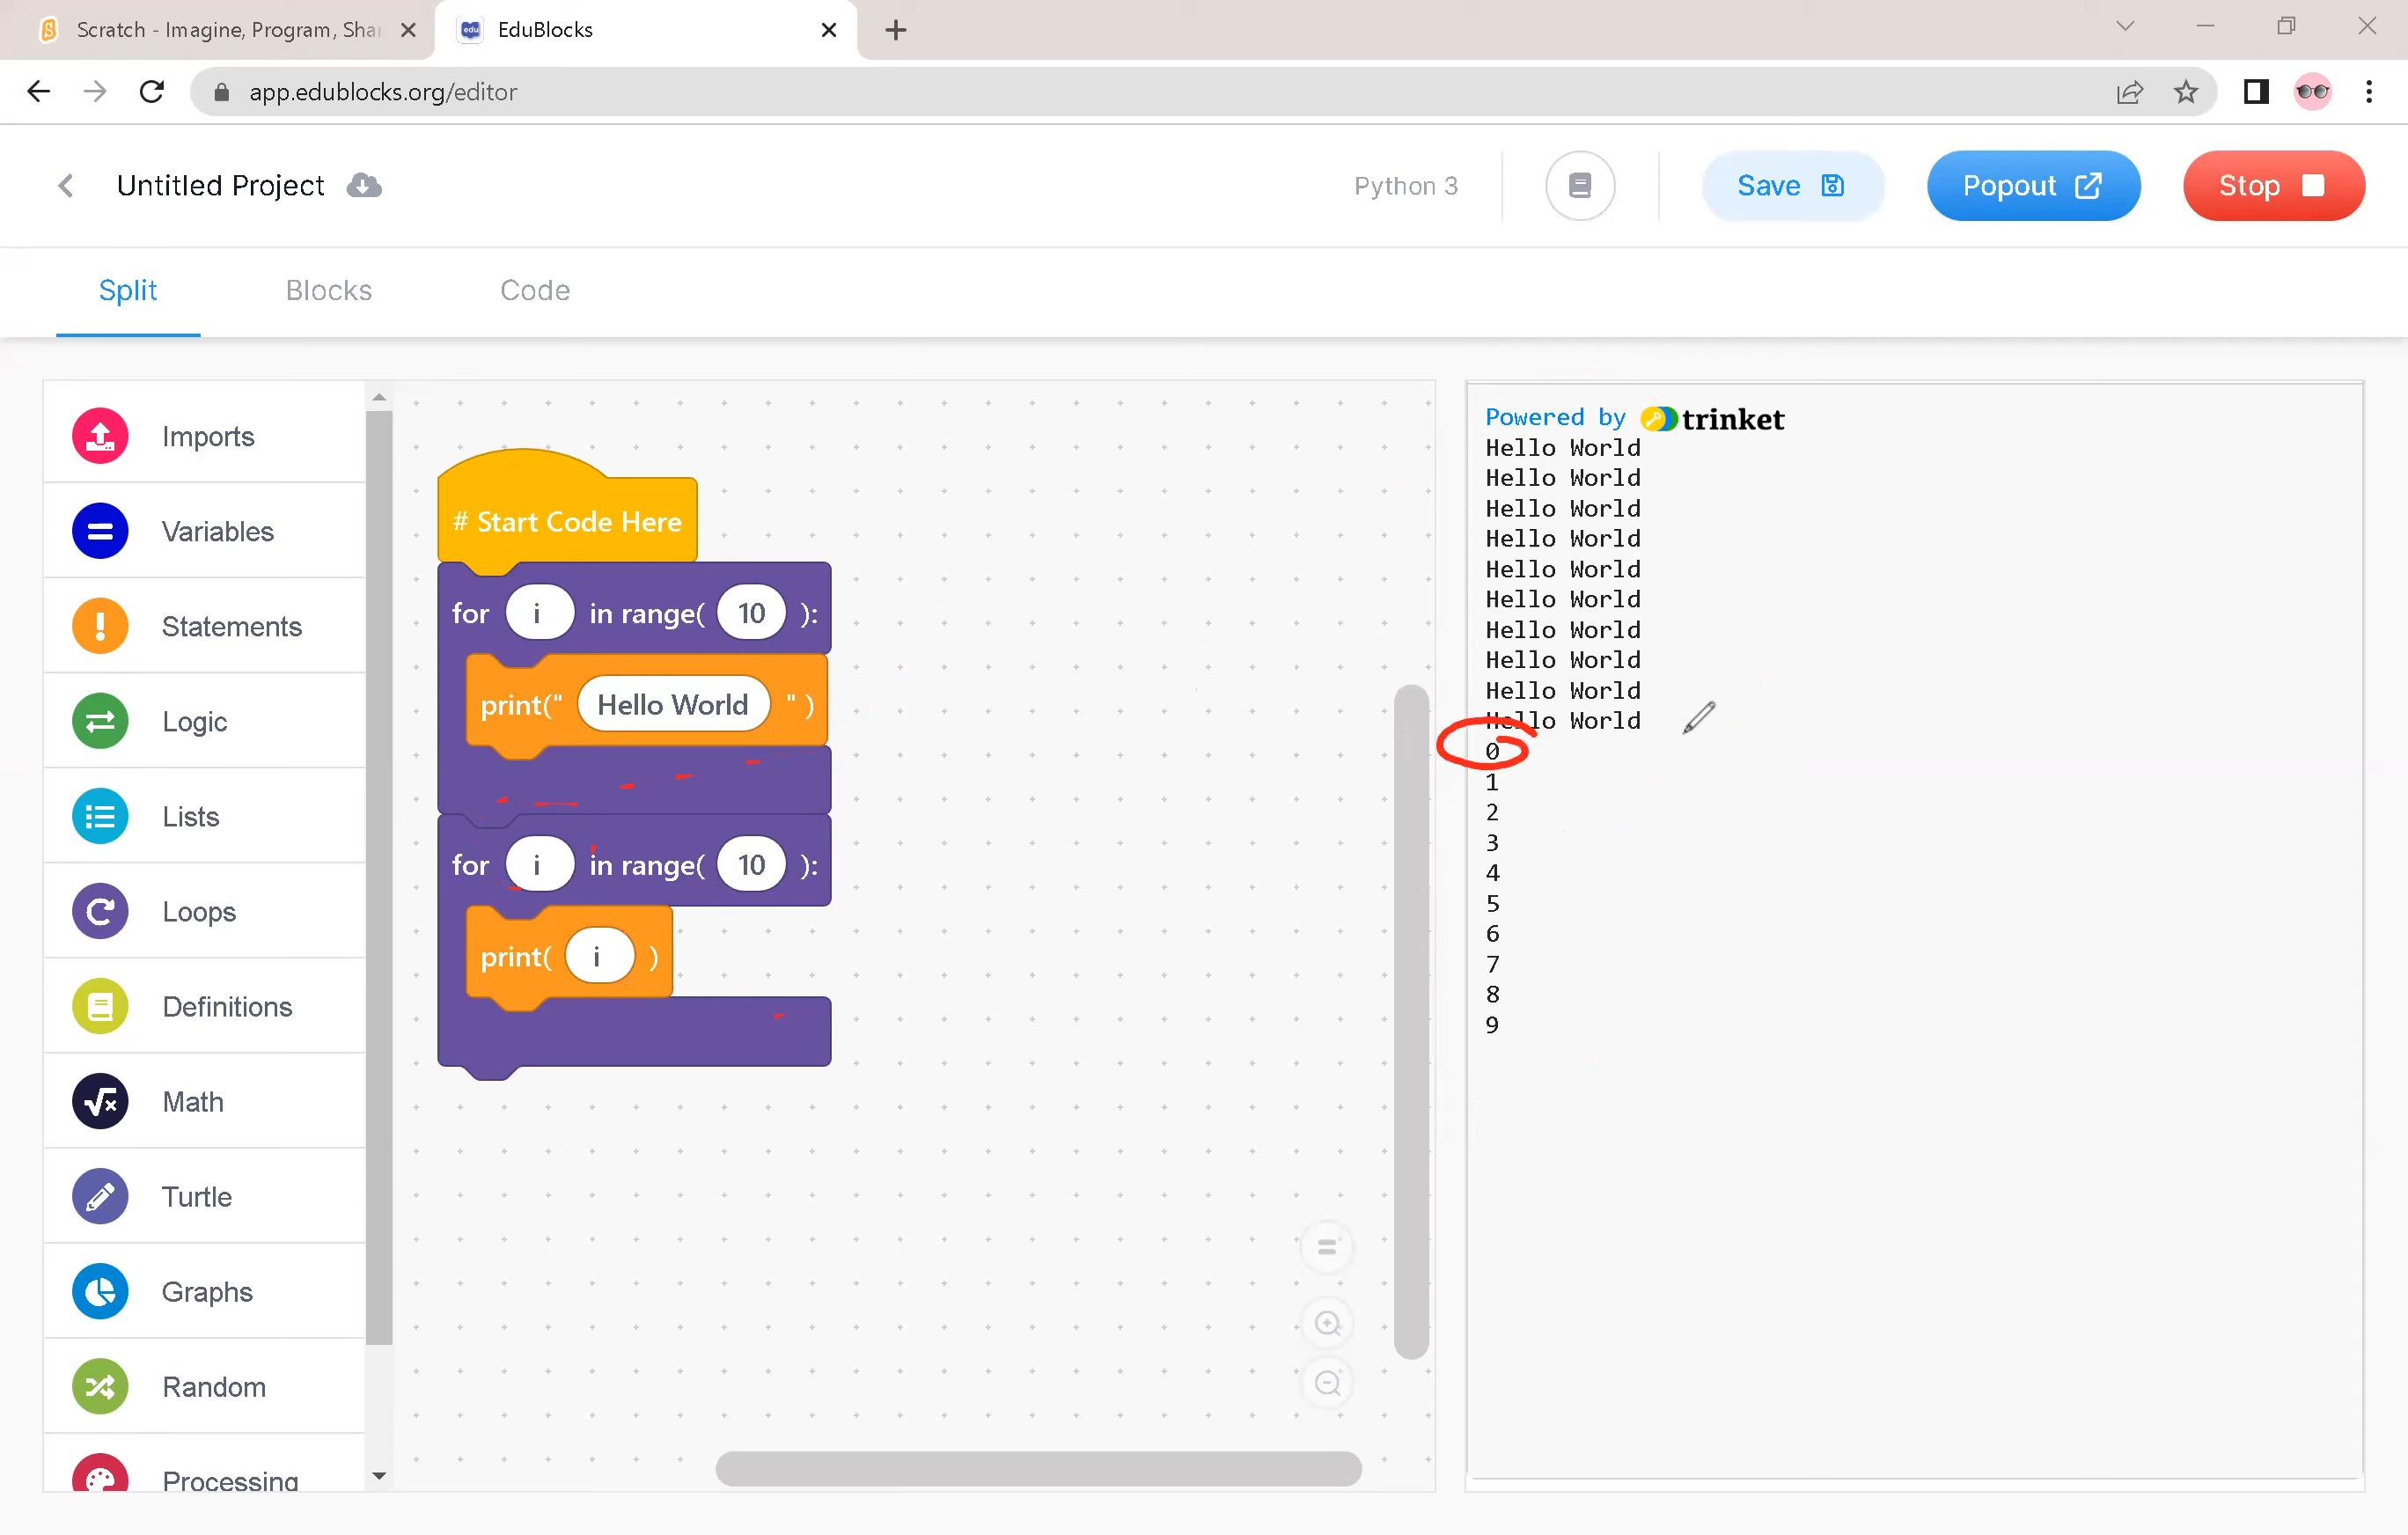 Scratch - Imagine, Program, Shar
EduBlocks
app.edublocks.org/editor
Untitled Project
Python 3
Save
Popout
Stop
Split
Blocks
Code
Imports
Variables
Statements
Logic
Lists
Loops
Definitions
Math
Turtle
Graphs
Random
Processing
# Start Code Here
for i in range( 10 ):
print(" Hello World ")
for i in range( 10 ):
print( i )
Powered by trinket
Hello World
Hello World
Hello World
Hello World
Hello World
Hello World
Hello World
Hello World
Hello World
Hello World
0
1
2
3
4
5
6
7
8
9